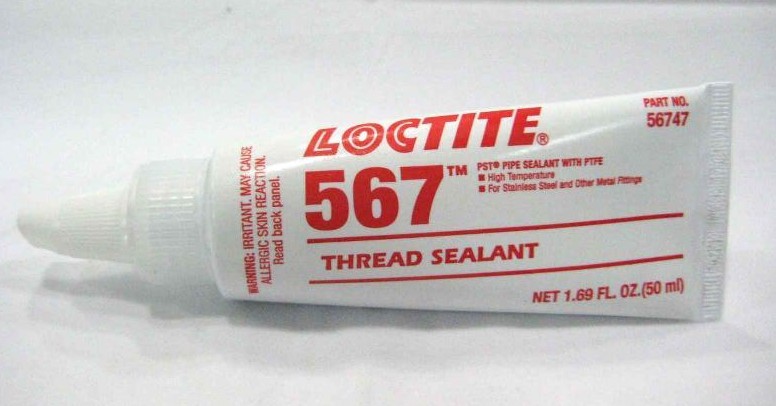 LOCTITE®
567™
PST® PIPE SEALANT WITH PTFE
■ High Temperature
■ For Stainless Steel and Other Metal Fittings
PART NO.
56747
THREAD SEALANT
NET 1.69 FL. OZ.(50 ml)
WARNING: IRRITANT. MAY CAUSE
ALLERGIC SKIN REACTION.
Read back panel.